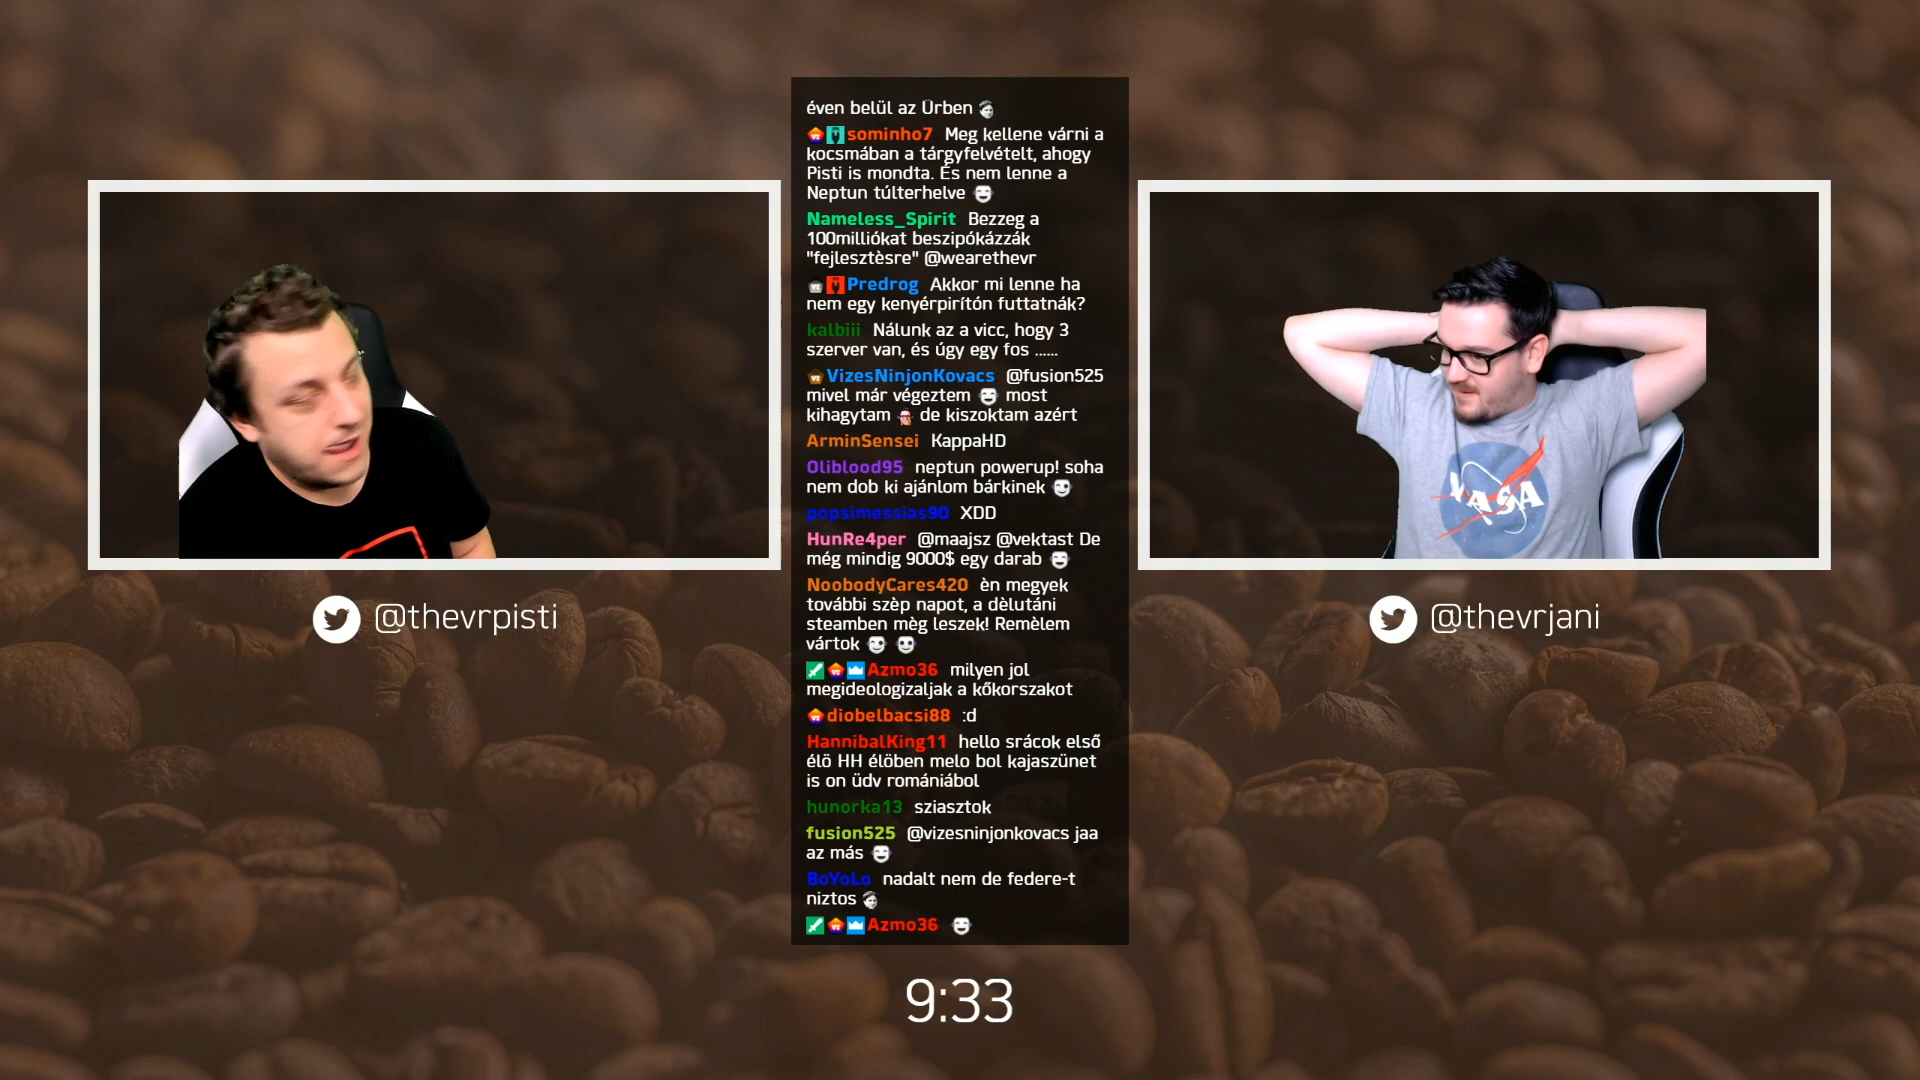 éven belül az Űrben
sominho7 Meg kellene várni a
kocsmában a tárgyfelvételt, ahogy
Pisti is mondta. És nem lenne a
Neptun túlterhelve
Nameless_Spirit Bezzeg a
100milliókat beszipókázzák
"fejlesztèsre" @wearethevr
Predrog Akkor mi lenne ha
nem egy kenyérpirítón futtatnák?
kalbiii Nálunk az a vicc, hogy 3
szerver van, és úgy egy fos ......
VizesNinjonKovacs @fusion525
mivel már végeztem most
kihagytam de kiszoktam azért
ArminSensei KappaHD
Oliblood95 neptun powerup! soha
nem dob ki ajánlom bárkinek
popsimessias90 XDD
HunRe4per @maajsz @vektast De
még mindig 9000$ egy darab
NoobodyCares420 èn megyek
további szèp napot, a dèlutáni
steamben mèg leszek! Remèlem
vártok
Azmo36 milyen jol
megideologizaljak a kőkorszakot
diobelbacsi88 :d
HannibalKing11 hello srácok első
élő HH élöben melo bol kajaszünet
is on üdv romániábol
hunorka13 sziasztok
fusion525 @vizesninjonkovacs jaa
az más
BoYoLo nadalt nem de federe-t
niztos
Azmo36
@thevrpisti
@thevrjani
NASA
9:33